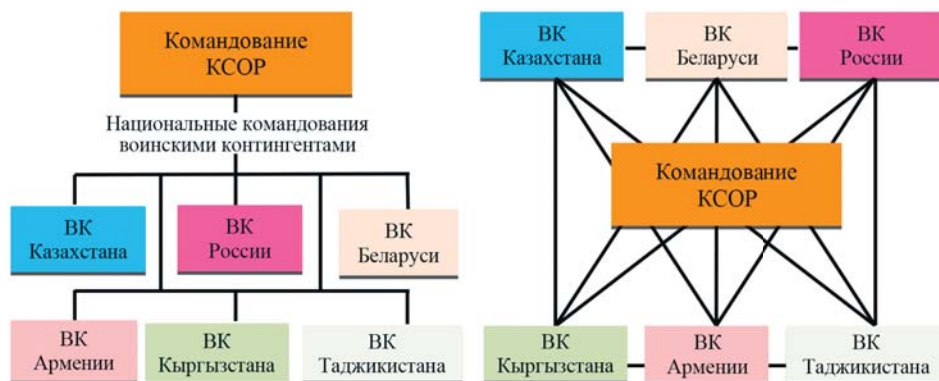 Командование
КСОР
Национальные командования
воинскими контингентами
ВК
Казахстана
ВК
России
ВК
Беларуси
ВК
Армении
ВК
Кыргызстана
ВК
Таджикистана
ВК
Казахстана
ВК
Беларуси
ВК
России
Командование
КСОР
ВК
Кыргызстана
ВК
Армении
ВК
Таджикистана